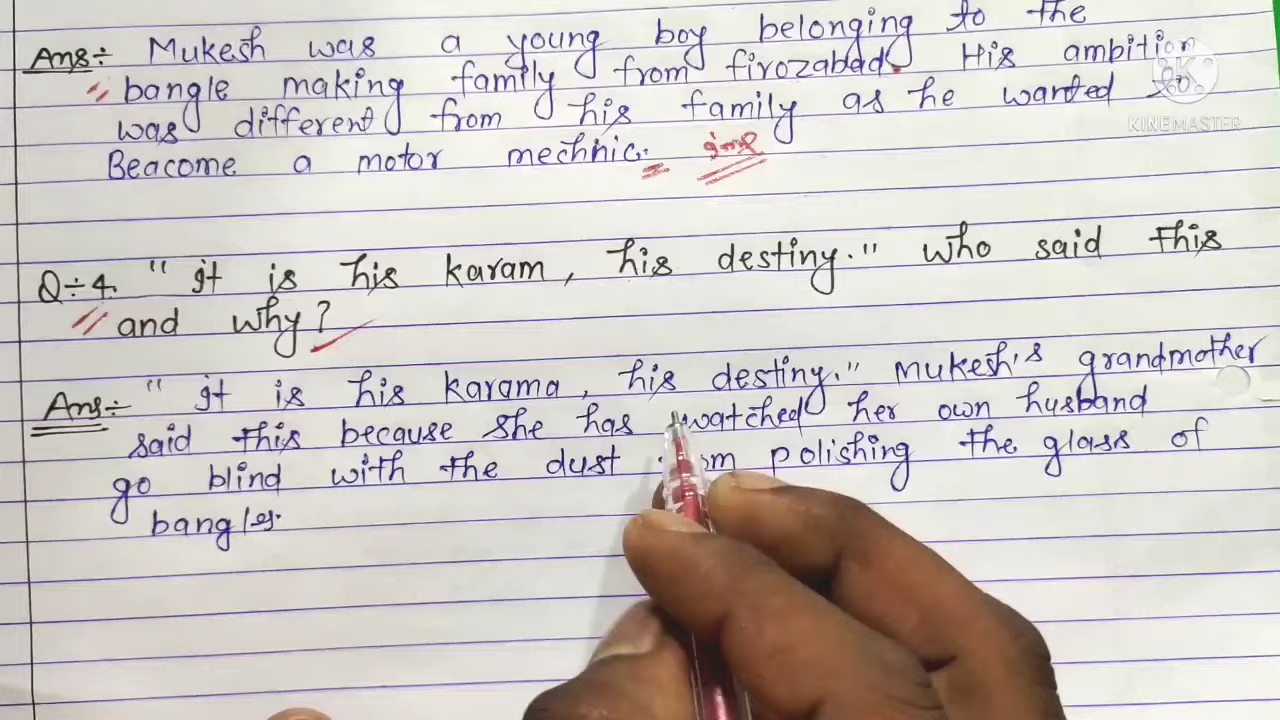 Ans÷ Mukesh was a young boy belonging to the
bangle making family from firozabad. His ambition
was different from his family as he wanted to
Beacome a motor mechnic. imp
KINEMASTER
Q÷4. "It is his karam, his destiny." Who said this
and why?
Ans÷ "It is his karama, his destiny." Mukesh's grandmother
said this because she has watched her own husband
go blind with the dust polishing the glass of
bangles.